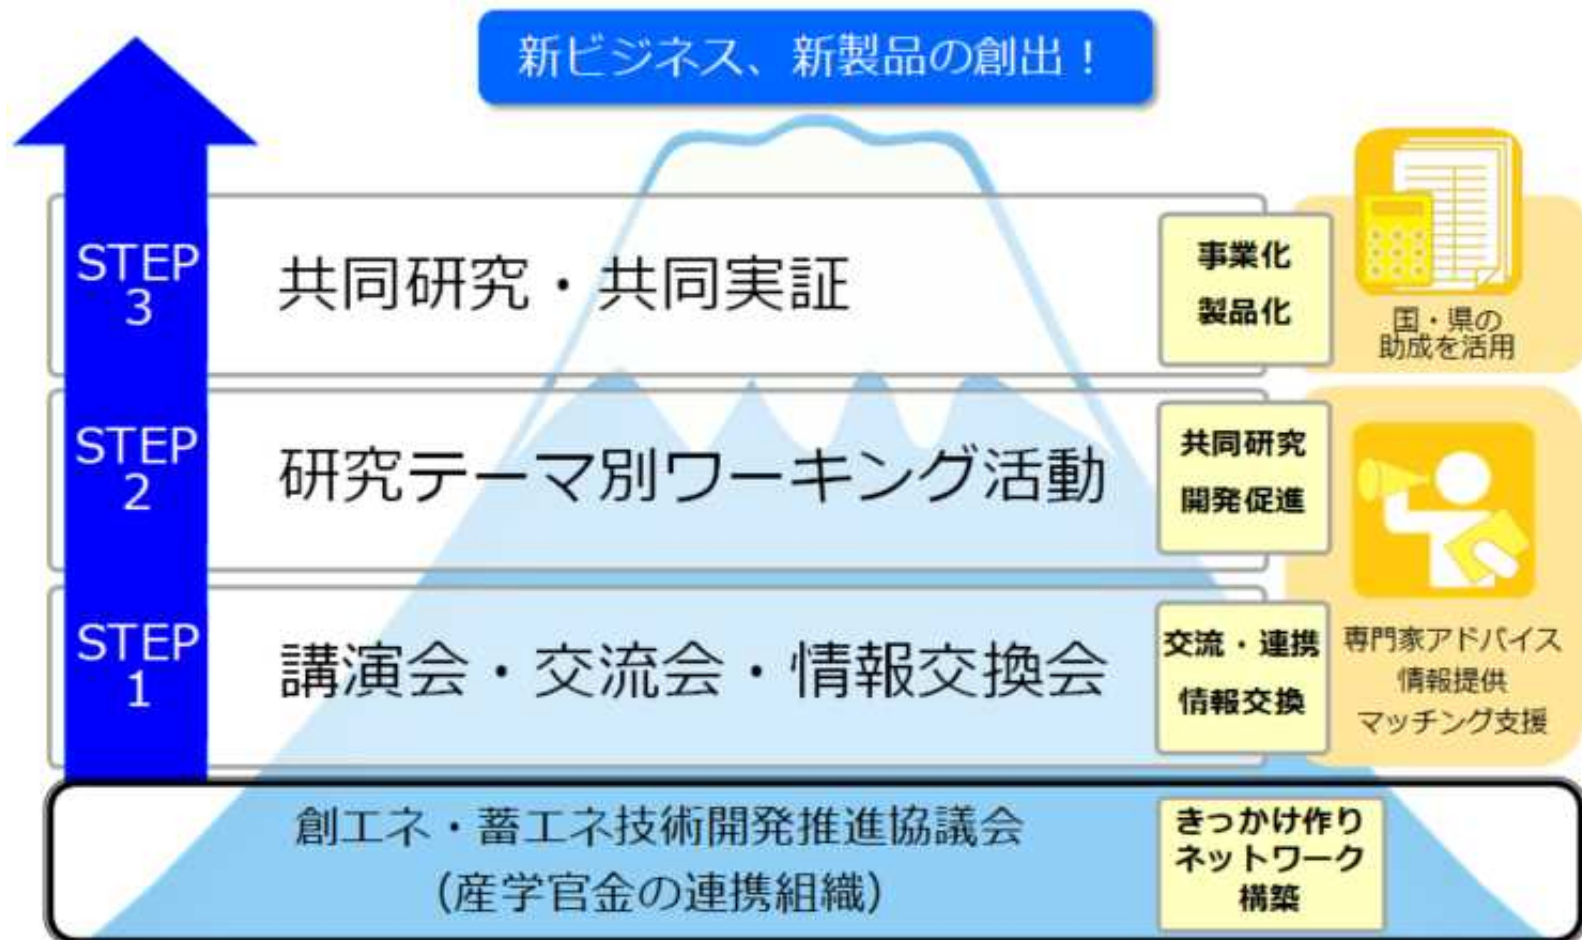 新ビジネス、新製品の創出！
STEP
3
共同研究・共同実証
事業化
製品化
国・県の
助成を活用
STEP
2
研究テーマ別ワーキング活動
共同研究
開発促進
STEP
1
講演会・交流会・情報交換会
交流・連携
情報交換
専門家アドバイス
情報提供
マッチング支援
創エネ・蓄エネ技術開発推進協議会
（産学官金の連携組織）
きっかけ作り
ネットワーク
構築